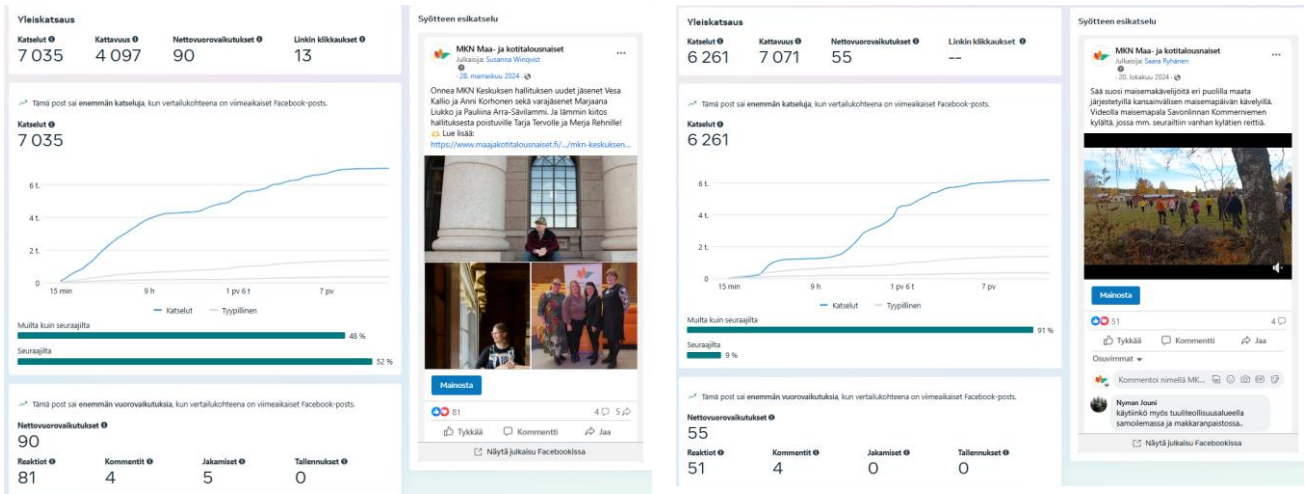 Yleiskatsaus
Katselut Kattavuus Nettovuorovaikutukset Linkin klikkaukset
7 035 4 097 90 13
Tämä post sai enemmän katseluja, kun vertailukohteena on viimeaikaiset Facebook-posts.
Katselut
7 035
6 t.
4 t.
2 t.
0
15 min 9 h 1 pv 6 t 7 pv
Katselut Tyypillinen
Muilta kuin seuraajilta
48 %
Seuraajilta
52 %
Tämä post sai enemmän vuorovaikutuksia, kun vertailukohteena on viimeaikaiset Facebook-posts.
Nettovuorovaikutukset
90
Reaktiot Kommentit Jakamiset Tallennukset
81 4 5 0
Syötteen esikatselu
MKN Maa- ja kotitalousnaiset
Julkaisija: Susanna Winqvist
· 28. marraskuu 2024 ·
Onnea MKN Keskuksen hallituksen uudet jäsenet Vesa
Kallio ja Anni Korhonen sekä varajäsenet Marjaana
Liukko ja Pauliina Arra-Sävilammi. Ja lämmin kiitos
hallituksesta poistuville Tarja Tervolle ja Merja Rehnille!
Lue lisää:
https://www.maajakotitalousnaiset.fi/.../mkn-keskuksen...
Mainosta
81 4 5
Tykkää Kommentti Jaa
Näytä julkaisu Facebookissa
Yleiskatsaus
Katselut Kattavuus Nettovuorovaikutukset Linkin klikkaukset
6 261 7 071 55 --
Tämä post sai enemmän katseluja, kun vertailukohteena on viimeaikaiset Facebook-posts.
Katselut
6 261
6 t.
4 t.
2 t.
0
15 min 9 h 1 pv 6 t 7 pv
Katselut Tyypillinen
Muilta kuin seuraajilta
91 %
Seuraajilta
9 %
Tämä post sai enemmän vuorovaikutuksia, kun vertailukohteena on viimeaikaiset Facebook-posts.
Nettovuorovaikutukset
55
Reaktiot Kommentit Jakamiset Tallennukset
51 4 0 0
Syötteen esikatselu
MKN Maa- ja kotitalousnaiset
Julkaisija: Saara Ryhänen
· 20. lokakuu 2024 ·
Sää suosi maisemakävelijöitä eri puolilla maata
järjestetyillä kansainvälisen maisemapäivän kävelyillä.
Videolla maisemapala Savonlinnan Kommerniemen
kylältä, jossa mm. seurailtiin vanhan kylätien reittiä.
Mainosta
51 4
Tykkää Kommentti Jaa
Osuvimmat
Kommentoi nimellä MK...
Nyman Jouni
käytiinkö myös tuuliteollisuusalueella
samoilemassa ja makkaranpaistossa..
Näytä julkaisu Facebookissa